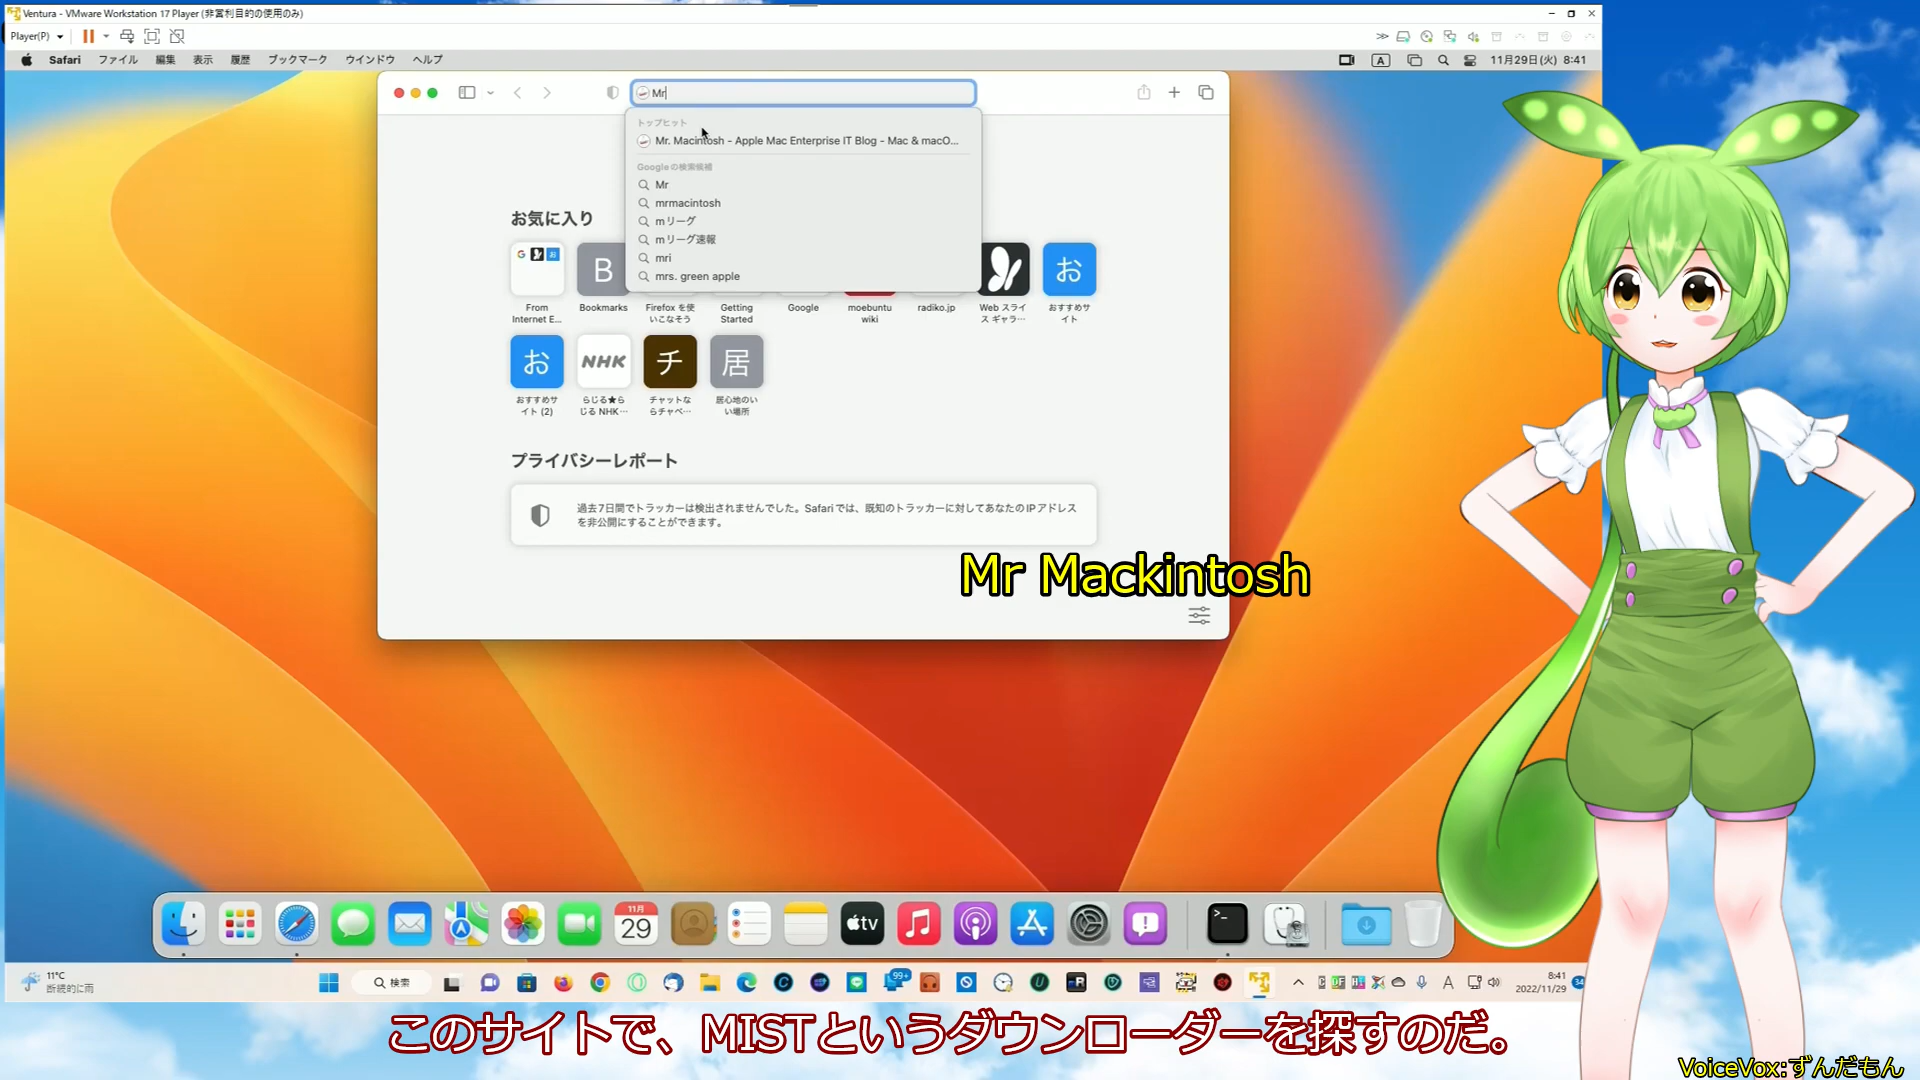 Ventura - VMware Workstation 17 Player (非営利目的の使用のみ)
Player(P)
Safari ファイル 編集 表示 履歴 ブックマーク ウインドウ ヘルプ
A 11月29日(火) 8:41
Mr
トップヒット
Mr. Macintosh - Apple Mac Enterprise IT Blog - Mac & macO...
Googleの検索候補
Mr
mrmacintosh
mリーグ
mリーグ速報
mri
mrs. green apple
お気に入り
B
お
From Internet E...
Bookmarks
Firefox を使いこなそう
Getting Started
Google
moebuntu wiki
radiko.jp
Web スライス ギャラ…
おすすめサイト
お
NHK
チ
居
おすすめサイト (2)
らじる★らじる NHK…
チャットならチャベ…
居心地のいい場所
プライバシーレポート
過去7日間でトラッカーは検出されませんでした。Safariでは、既知のトラッカーに対してあなたのIPアドレス
を非公開にすることができます。
Mr Mackintosh
11月
29
tv
11°C
断続的に雨
検索
99+
A
8:41
2022/11/29
34
このサイトで、MISTというダウンローダーを探すのだ。
VoiceVox:ずんだもん